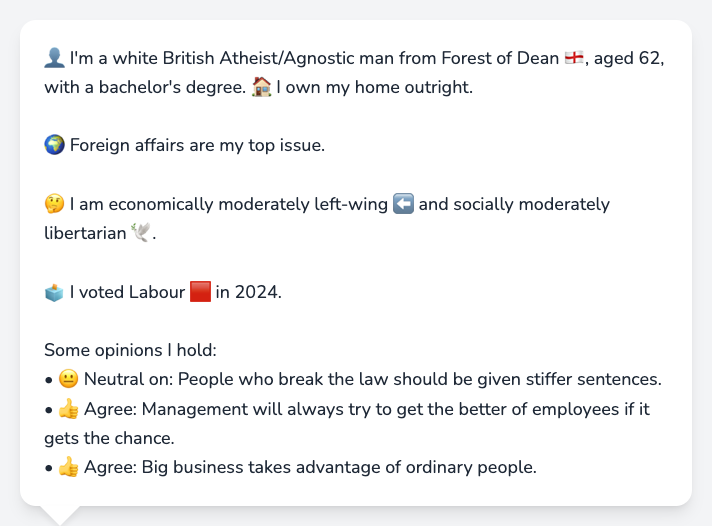 👤 I'm a white British Atheist/Agnostic man from Forest of Dean 🏴󠁧󠁢󠁥󠁮󠁧󠁿, aged 62,
with a bachelor's degree. 🏠 I own my home outright.
🌍 Foreign affairs are my top issue.
🤔 I am economically moderately left-wing ⬅️ and socially moderately
libertarian 🕊️.
🗳️ I voted Labour 🟥 in 2024.
Some opinions I hold:
• 😐 Neutral on: People who break the law should be given stiffer sentences.
• 👍 Agree: Management will always try to get the better of employees if it
gets the chance.
• 👍 Agree: Big business takes advantage of ordinary people.